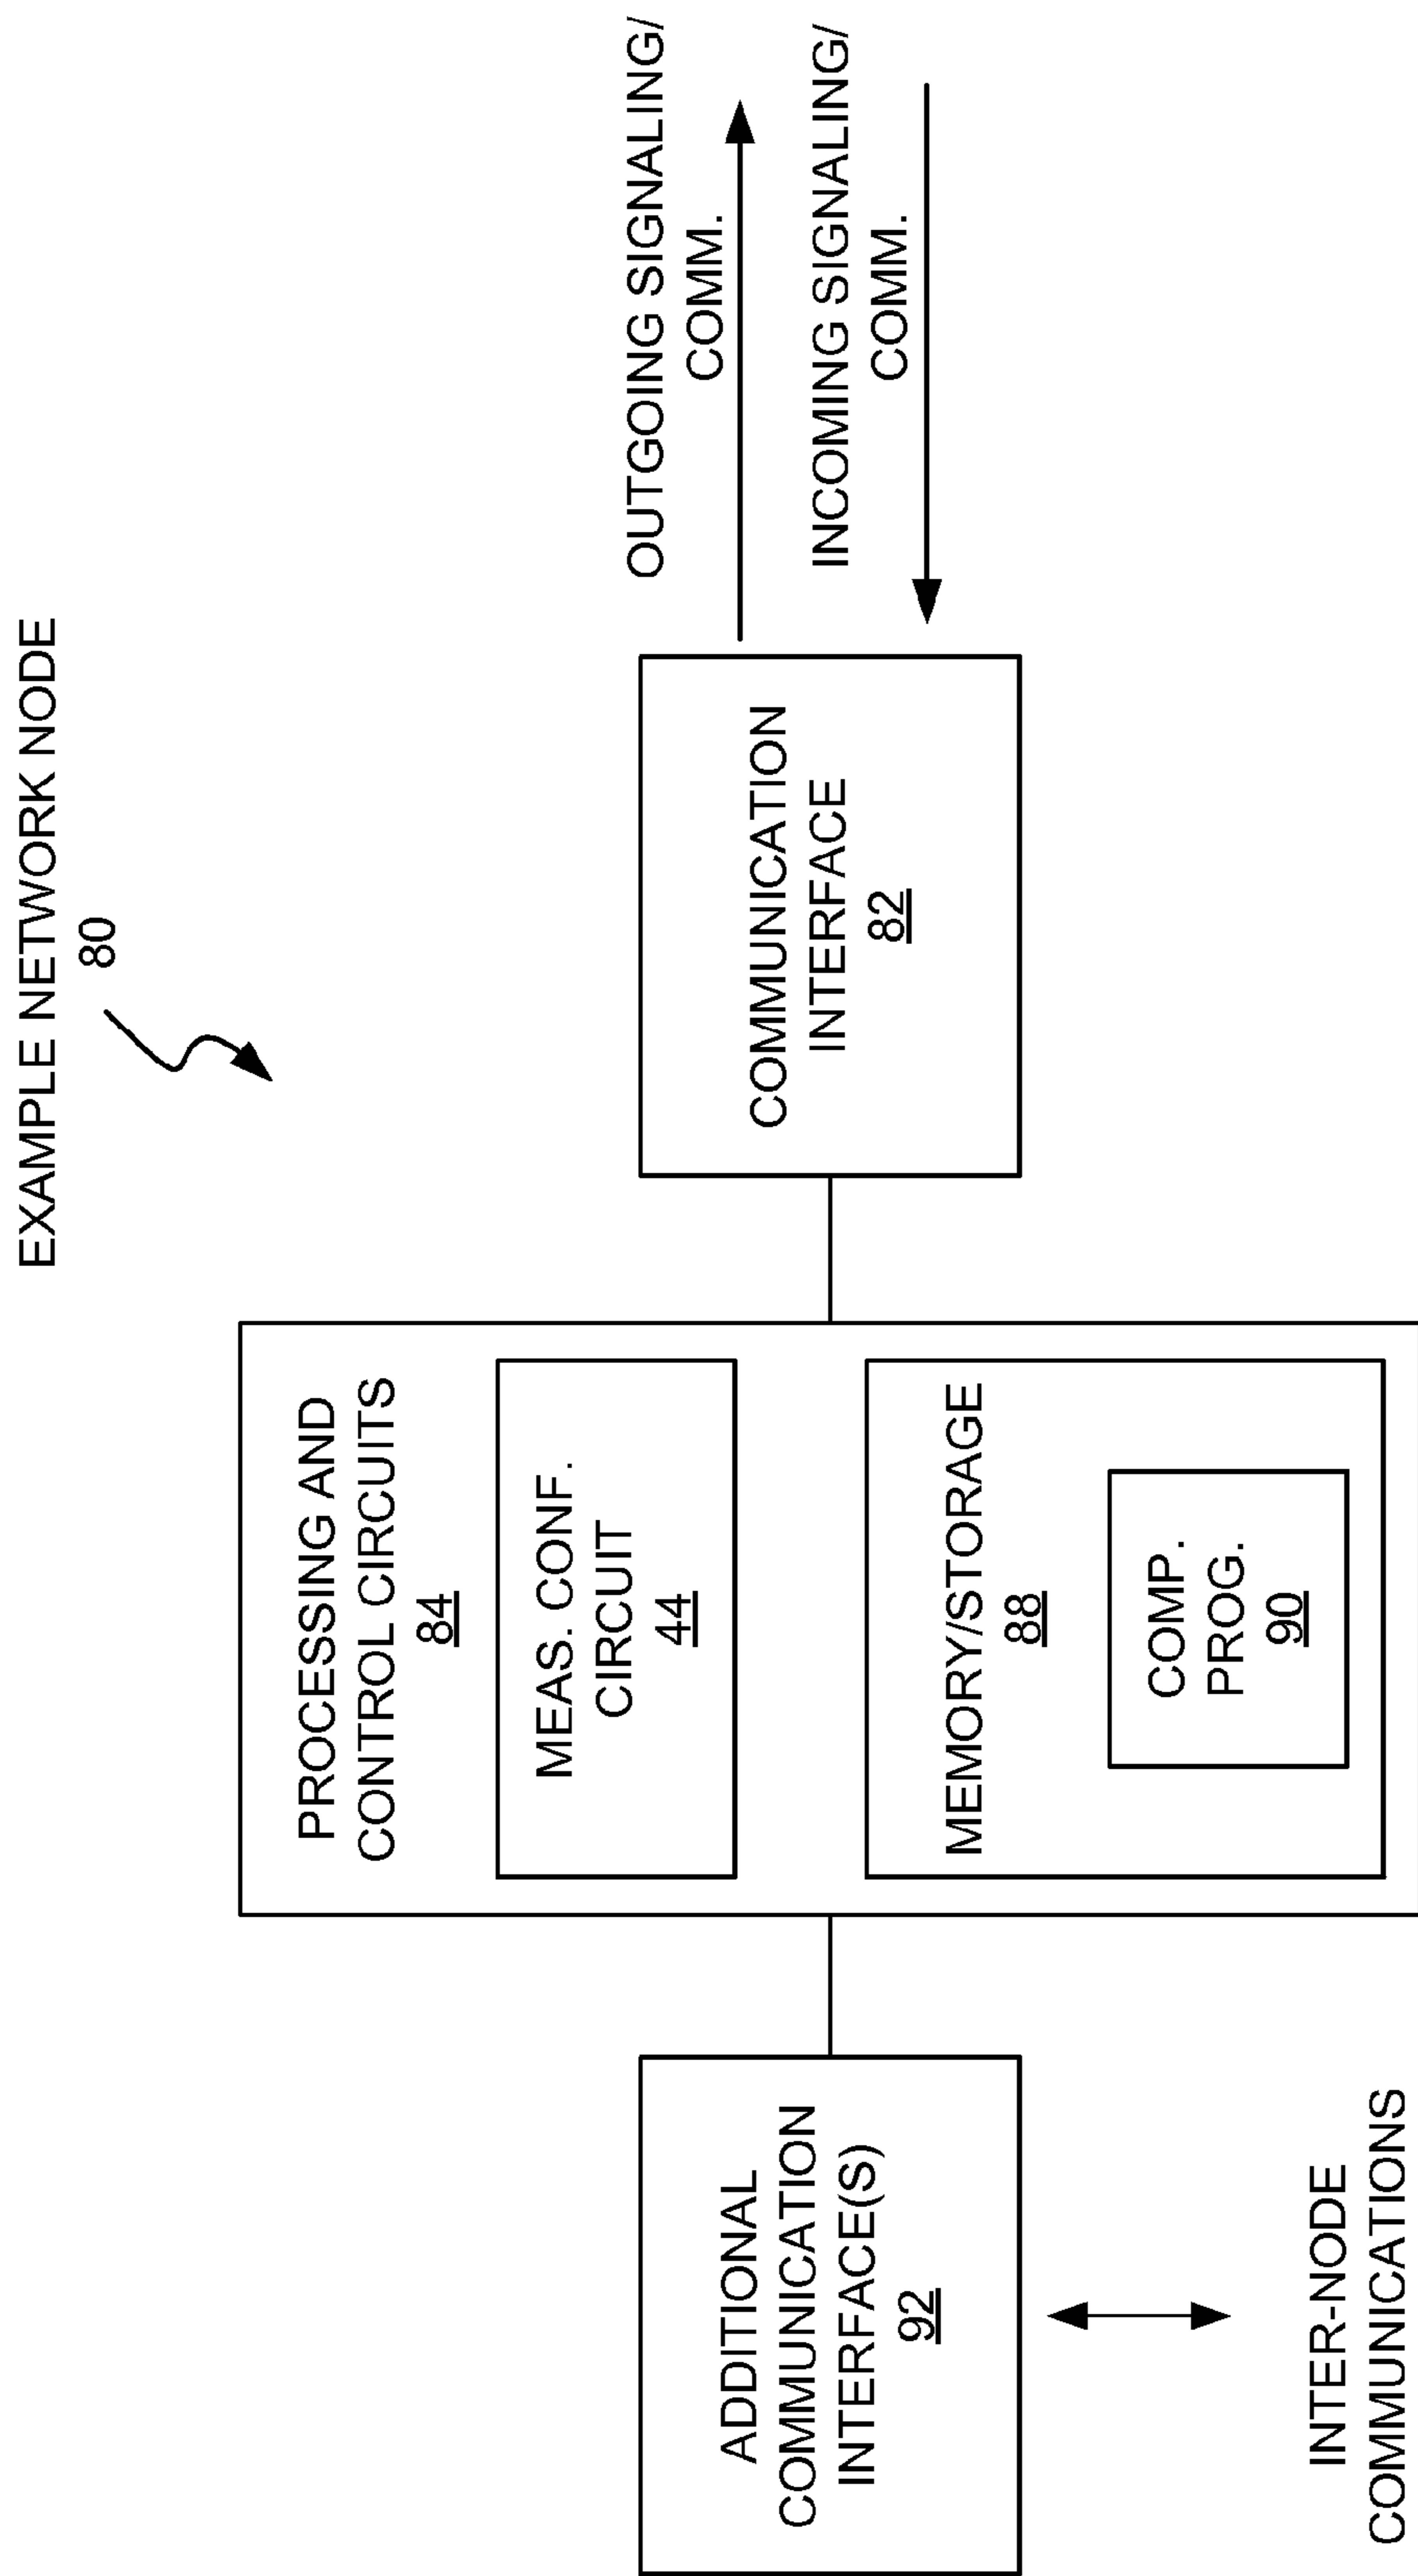 EXAMPLE NETWORK NODE
80
ADDITIONAL
COMMUNICATION
INTERFACE(S)
92
INTER-NODE
COMMUNICATIONS
PROCESSING AND
CONTROL CIRCUITS
84
MEAS. CONF.
CIRCUIT
44
MEMORY/STORAGE
88
COMP.
PROG.
90
COMMUNICATION
INTERFACE
82
OUTGOING SIGNALING/
COMM.
INCOMING SIGNALING/
COMM.